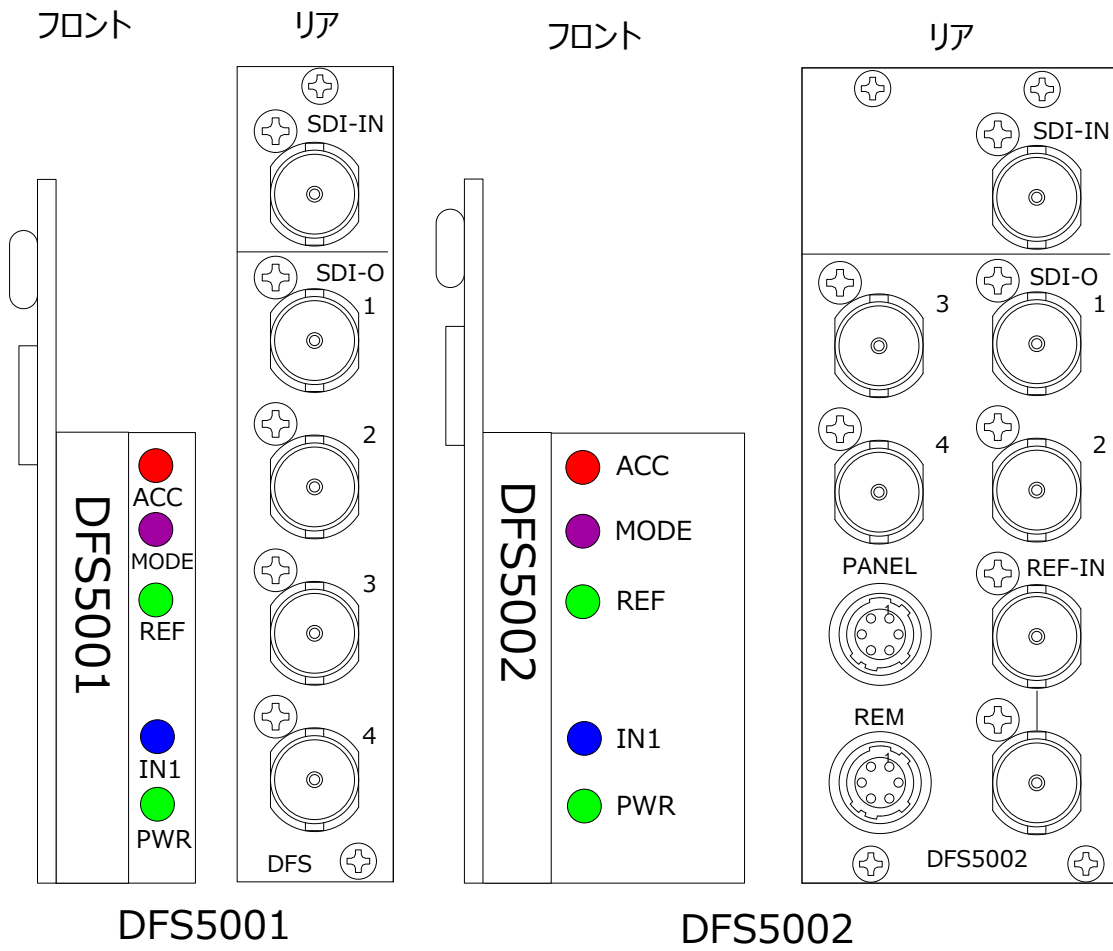 フロント
リア
フロント
リア
DFS5001
ACC
MODE
REF
IN1
PWR
SDI-IN
SDI-O
1
2
3
4
DFS
DFS5002
ACC
MODE
REF
IN1
PWR
SDI-IN
SDI-O
3
1
4
2
PANEL
REF-IN
1
REM
1
DFS5002
DFS5001
DFS5002